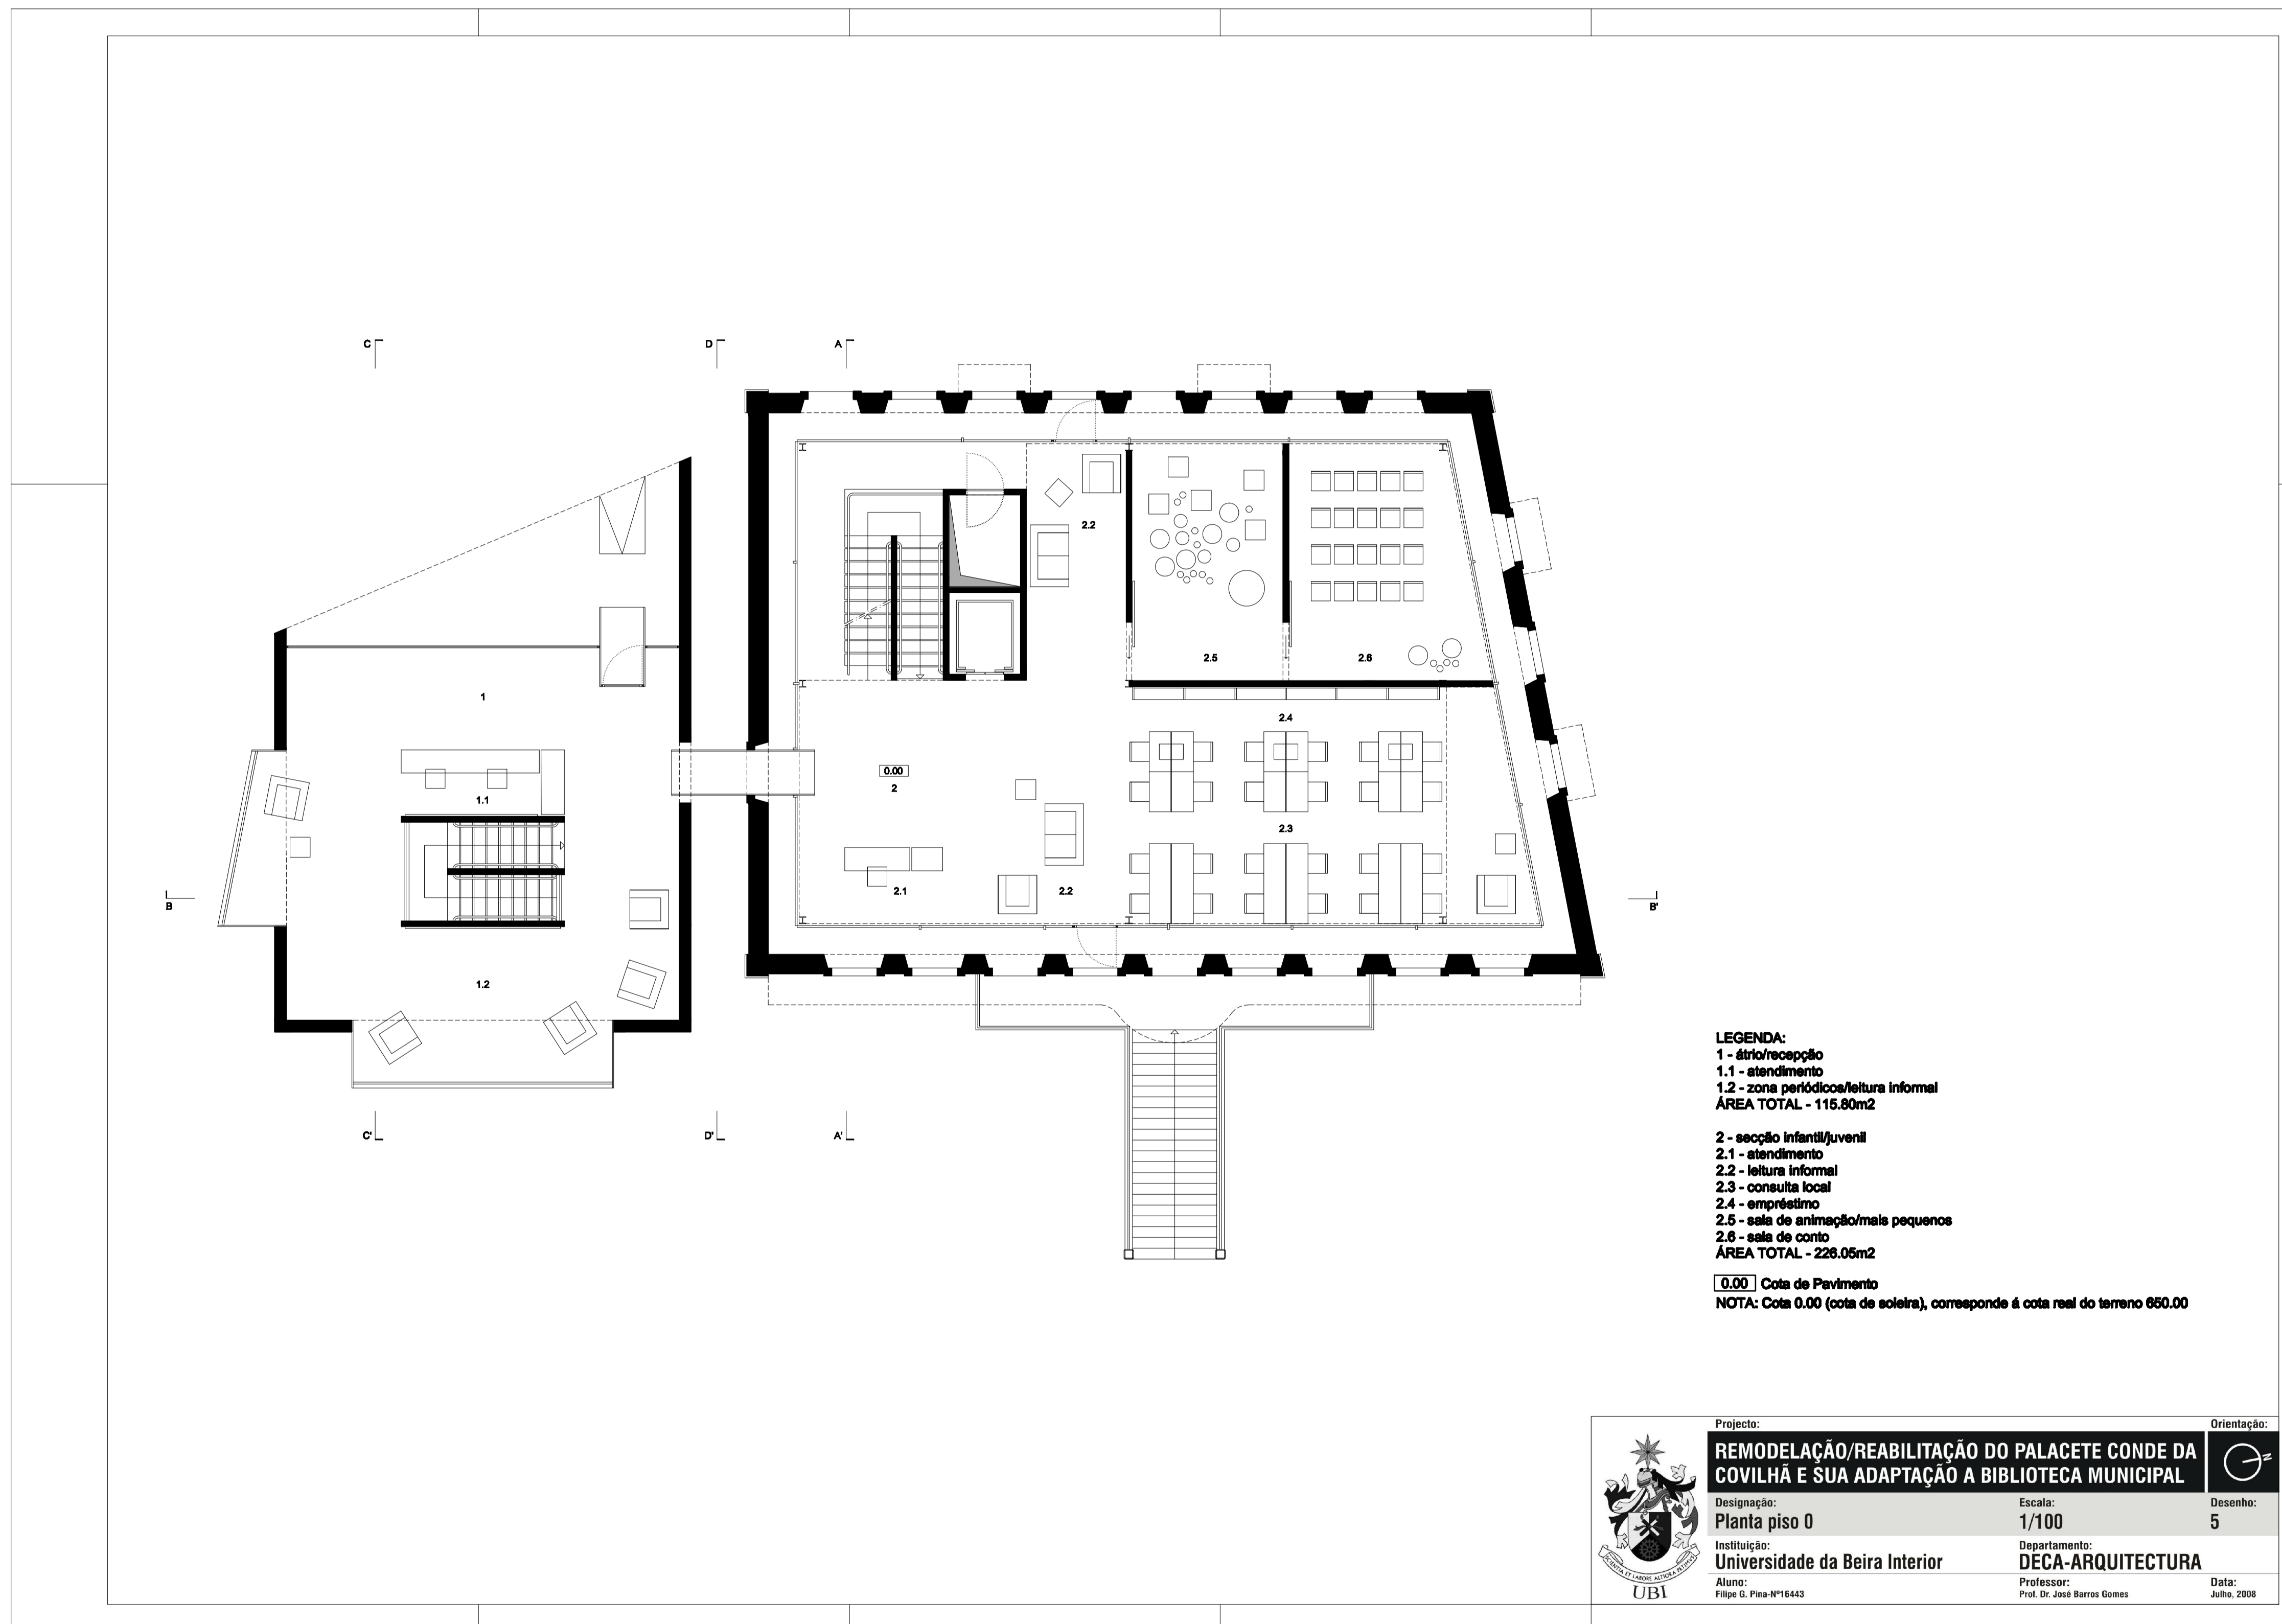 C
D
A
2.2
2.5
2.6
1
2.4
0.00
2
1.1
2.3
2.1
2.2
B
B'
1.2
C'
D'
A'
LEGENDA:
1 - átrio/recepção
1.1 - atendimento
1.2 - zona periódicos/leitura informal
ÁREA TOTAL - 115.80m2
2 - secção infantil/juvenil
2.1 - atendimento
2.2 - leitura informal
2.3 - consulta local
2.4 - empréstimo
2.5 - sala de animação/mais pequenos
2.6 - sala de conto
ÁREA TOTAL - 226.05m2
0.00 Cota de Pavimento
NOTA: Cota 0.00 (cota de soleira), corresponde á cota real do terreno 650.00
Projecto:
Orientação:
REMODELAÇÃO/REABILITAÇÃO DO PALACETE CONDE DA
COVILHÃ E SUA ADAPTAÇÃO A BIBLIOTECA MUNICIPAL
N
Designação:
Escala:
Desenho:
Planta piso 0
1/100
5
Instituição:
Departamento:
Universidade da Beira Interior
DECA-ARQUITECTURA
Aluno:
Professor:
Data:
Filipe G. Pina-Nº16443
Prof. Dr. José Barros Gomes
Julho, 2008
SCIENTIA ET LABORE ALTIORA PETIMUS
UBI